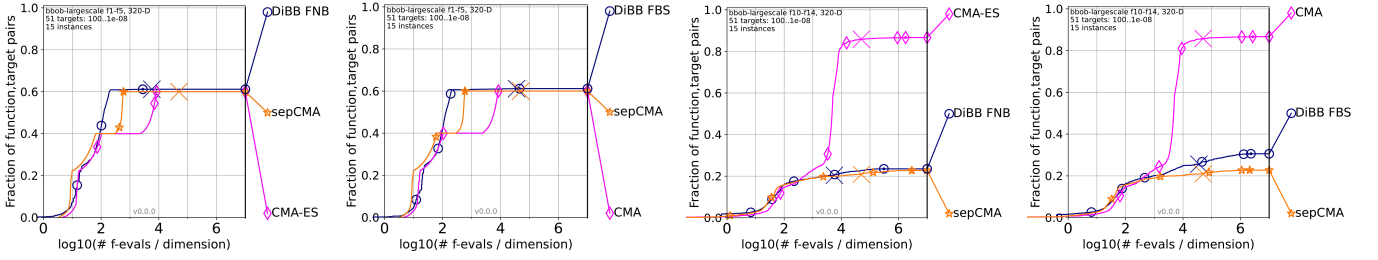 bbob-largescale f1-f5, 320-D
51 targets: 100..1e-08
15 instances
Fraction of function,target pairs
1.0
0.8
0.6
0.4
0.2
0.0
0
2
4
6
log10(# f-evals / dimension)
v0.0.0
DiBB FNB
sepCMA
CMA-ES
bbob-largescale f1-f5, 320-D
51 targets: 100..1e-08
15 instances
Fraction of function,target pairs
1.0
0.8
0.6
0.4
0.2
0.0
0
2
4
6
log10(# f-evals / dimension)
v0.0.0
DiBB FBS
sepCMA
CMA
bbob-largescale f10-f14, 320-D
51 targets: 100..1e-08
15 instances
Fraction of function,target pairs
1.0
0.8
0.6
0.4
0.2
0.0
0
2
4
6
log10(# f-evals / dimension)
v0.0.0
CMA-ES
DiBB FNB
sepCMA
bbob-largescale f10-f14, 320-D
51 targets: 100..1e-08
15 instances
Fraction of function,target pairs
1.0
0.8
0.6
0.4
0.2
0.0
0
2
4
6
log10(# f-evals / dimension)
v0.0.0
CMA
DiBB FBS
sepCMA